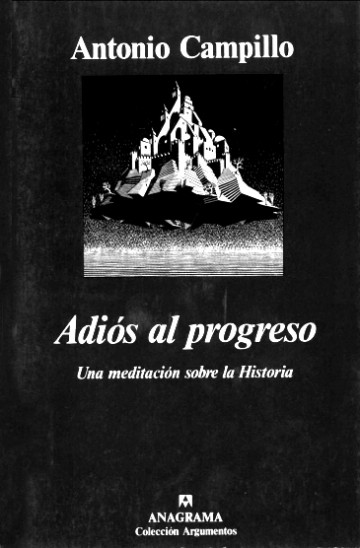 Antonio Campillo
Adiós al progreso
Una meditación sobre la Historia
ANAGRAMA
Colección Argumentos